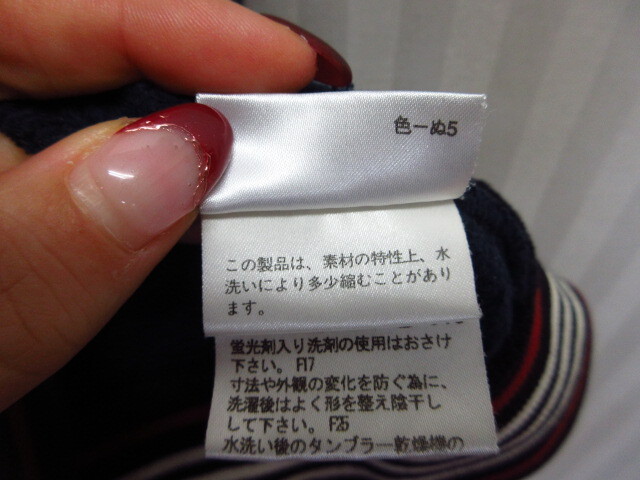 色ーぬ5
この製品は、素材の特性上、水
洗いにより多少縮むことがあり
ます。
蛍光剤入り洗剤の使用はおさけ
下さい。F17
寸法や外観の変化を防ぐ為に、
洗濯後はよく形を整え陰干し
して下さい。F25
水洗い後のタンブラー乾燥機の